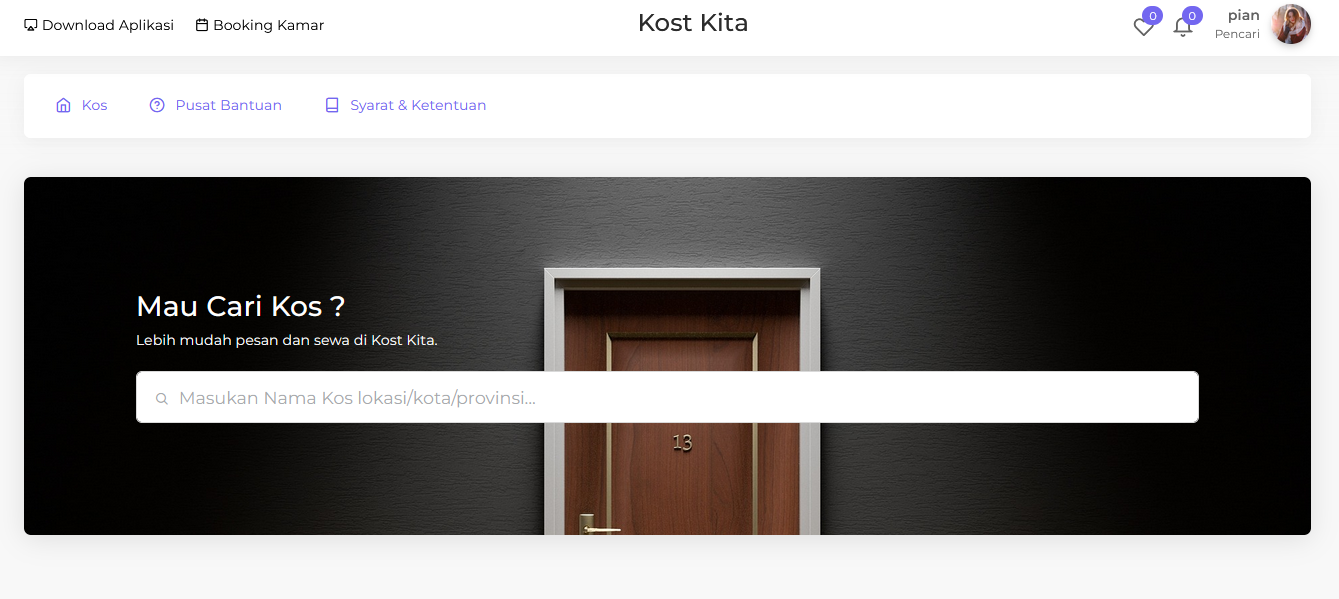 Download Aplikasi
Booking Kamar
Kost Kita
0
0
pian
Pencari
Kos
Pusat Bantuan
Syarat & Ketentuan
Mau Cari Kos ?
Lebih mudah pesan dan sewa di Kost Kita.
Masukan Nama Kos lokasi/kota/provinsi...
13